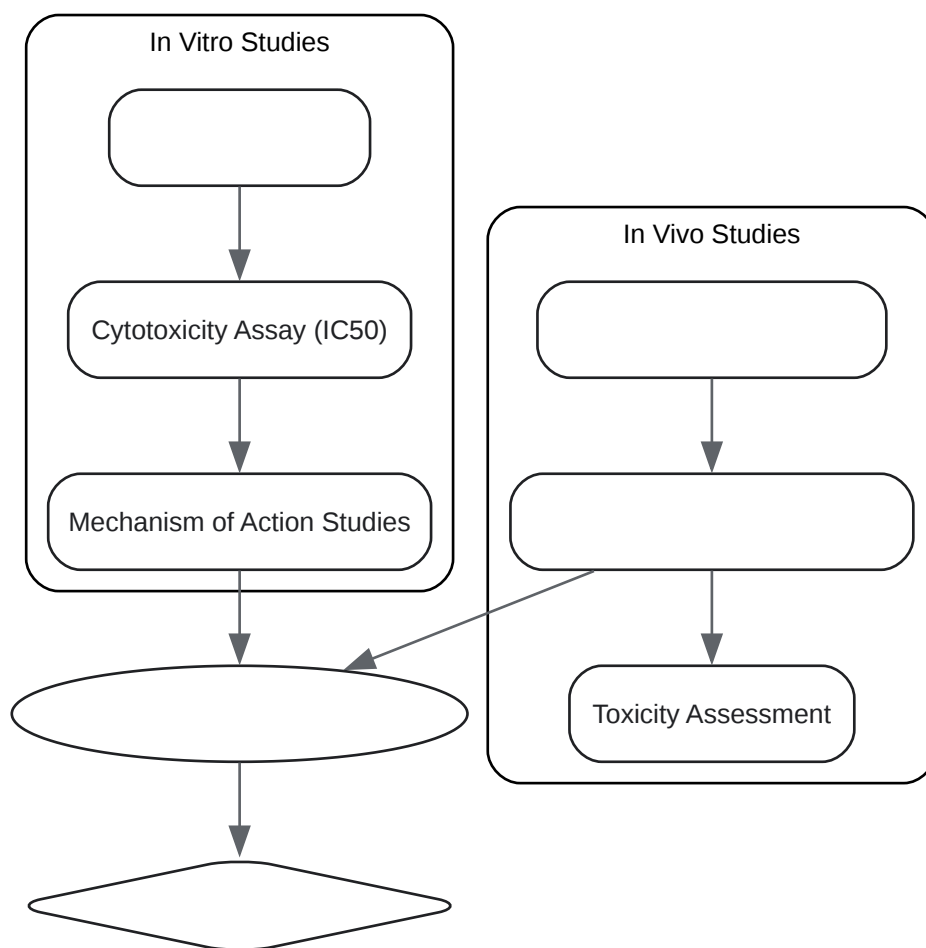 In Vitro Studies
Cytotoxicity Assay (IC50)
Mechanism of Action Studies
In Vivo Studies
Toxicity Assessment